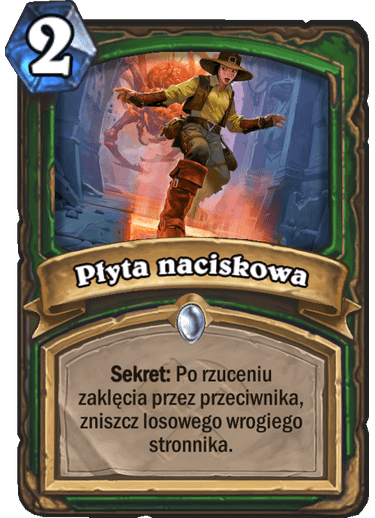 2
Płyta naciskowa
Sekret: Po rzuceniu
zaklęcia przez przeciwnika,
zniszcz losowego wrogiego
stronnika.